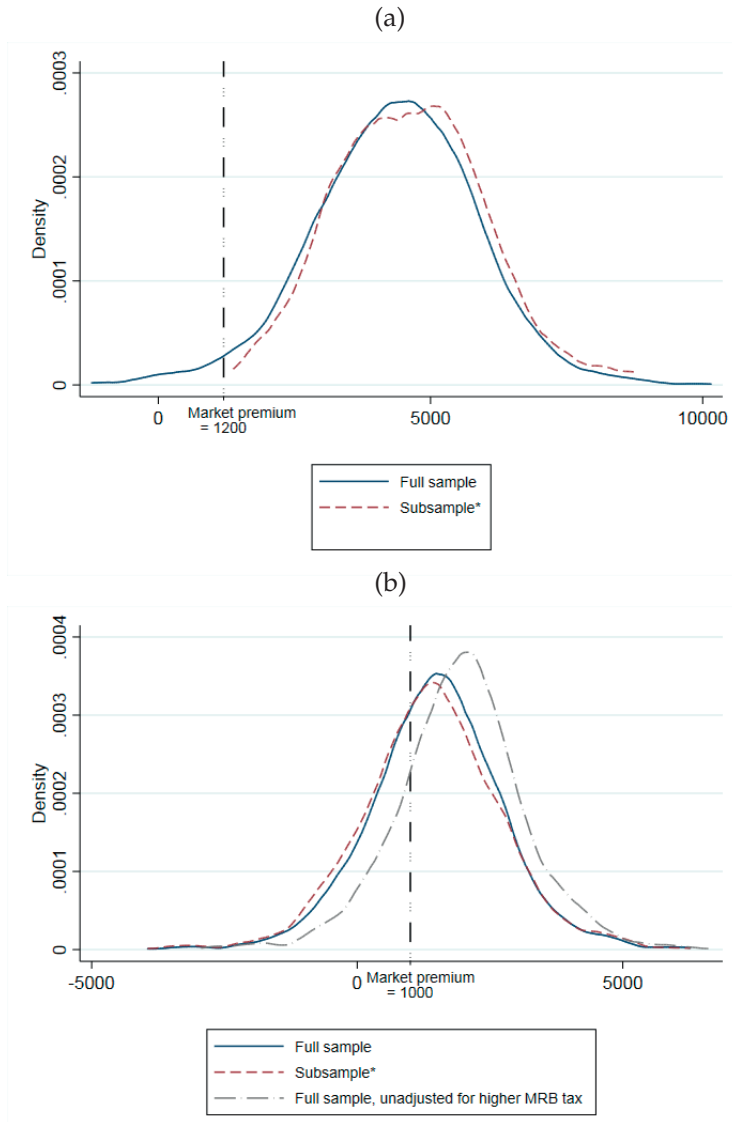 (a)
.0003
.0002
.0001
0
Density
0
5000
10000
Market premium
= 1200
Full sample
Subsample*
(b)
.0004
.0003
.0002
.0001
0
Density
-5000
0
5000
Market premium
= 1000
Full sample
Subsample*
Full sample, unadjusted for higher MRB tax